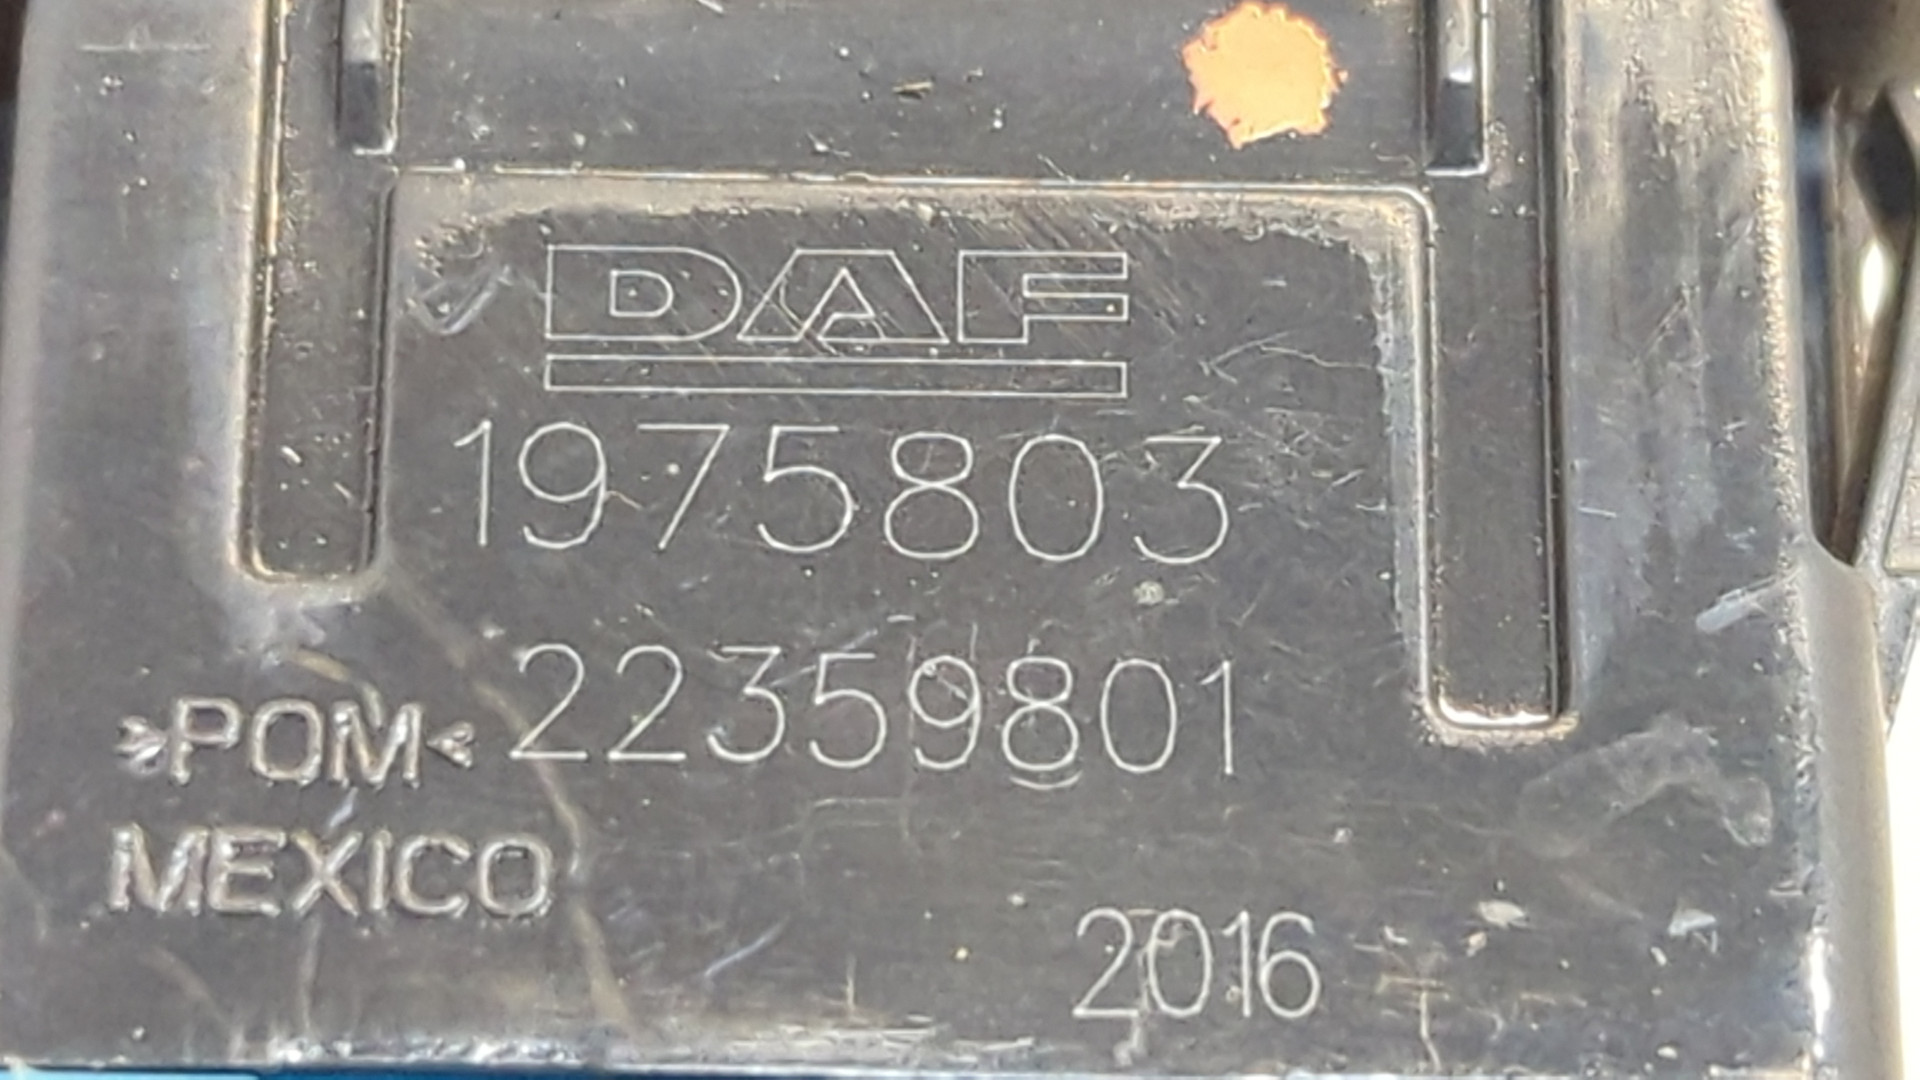 DAF
1975803
22359801
>POM<
MEXICO
2016